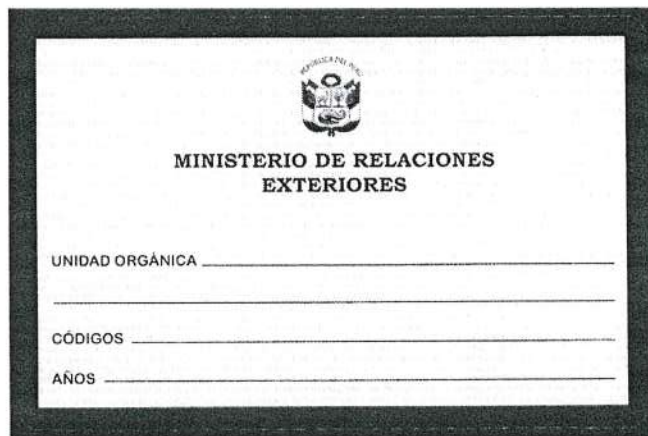 REPÚBLICA DEL PERÚ
MINISTERIO DE RELACIONES
EXTERIORES
UNIDAD ORGÁNICA
CÓDIGOS
AÑOS